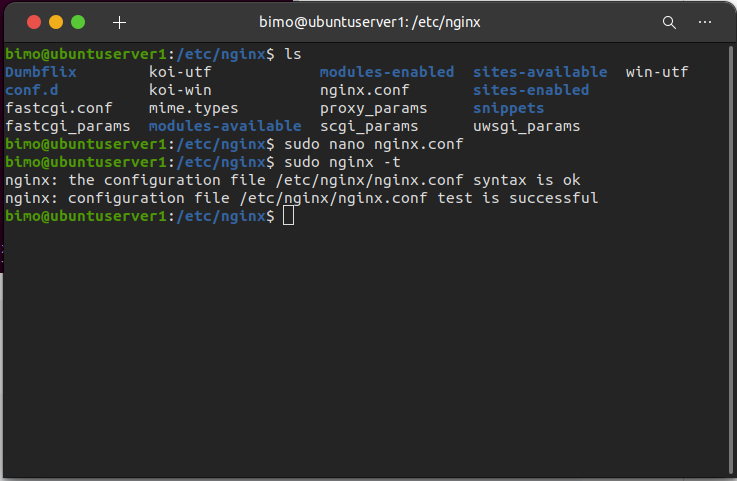 bimo@ubuntuserver1: /etc/nginx
bimo@ubuntuserver1:/etc/nginx$ ls
Dumbflix koi-utf modules-enabled sites-available win-utf
conf.d koi-win nginx.conf sites-enabled
fastcgi.conf mime.types proxy_params snippets
fastcgi_params modules-available scgi_params uwsgi_params
bimo@ubuntuserver1:/etc/nginx$ sudo nano nginx.conf
bimo@ubuntuserver1:/etc/nginx$ sudo nginx -t
nginx: the configuration file /etc/nginx/nginx.conf syntax is ok
nginx: configuration file /etc/nginx/nginx.conf test is successful
bimo@ubuntuserver1:/etc/nginx$